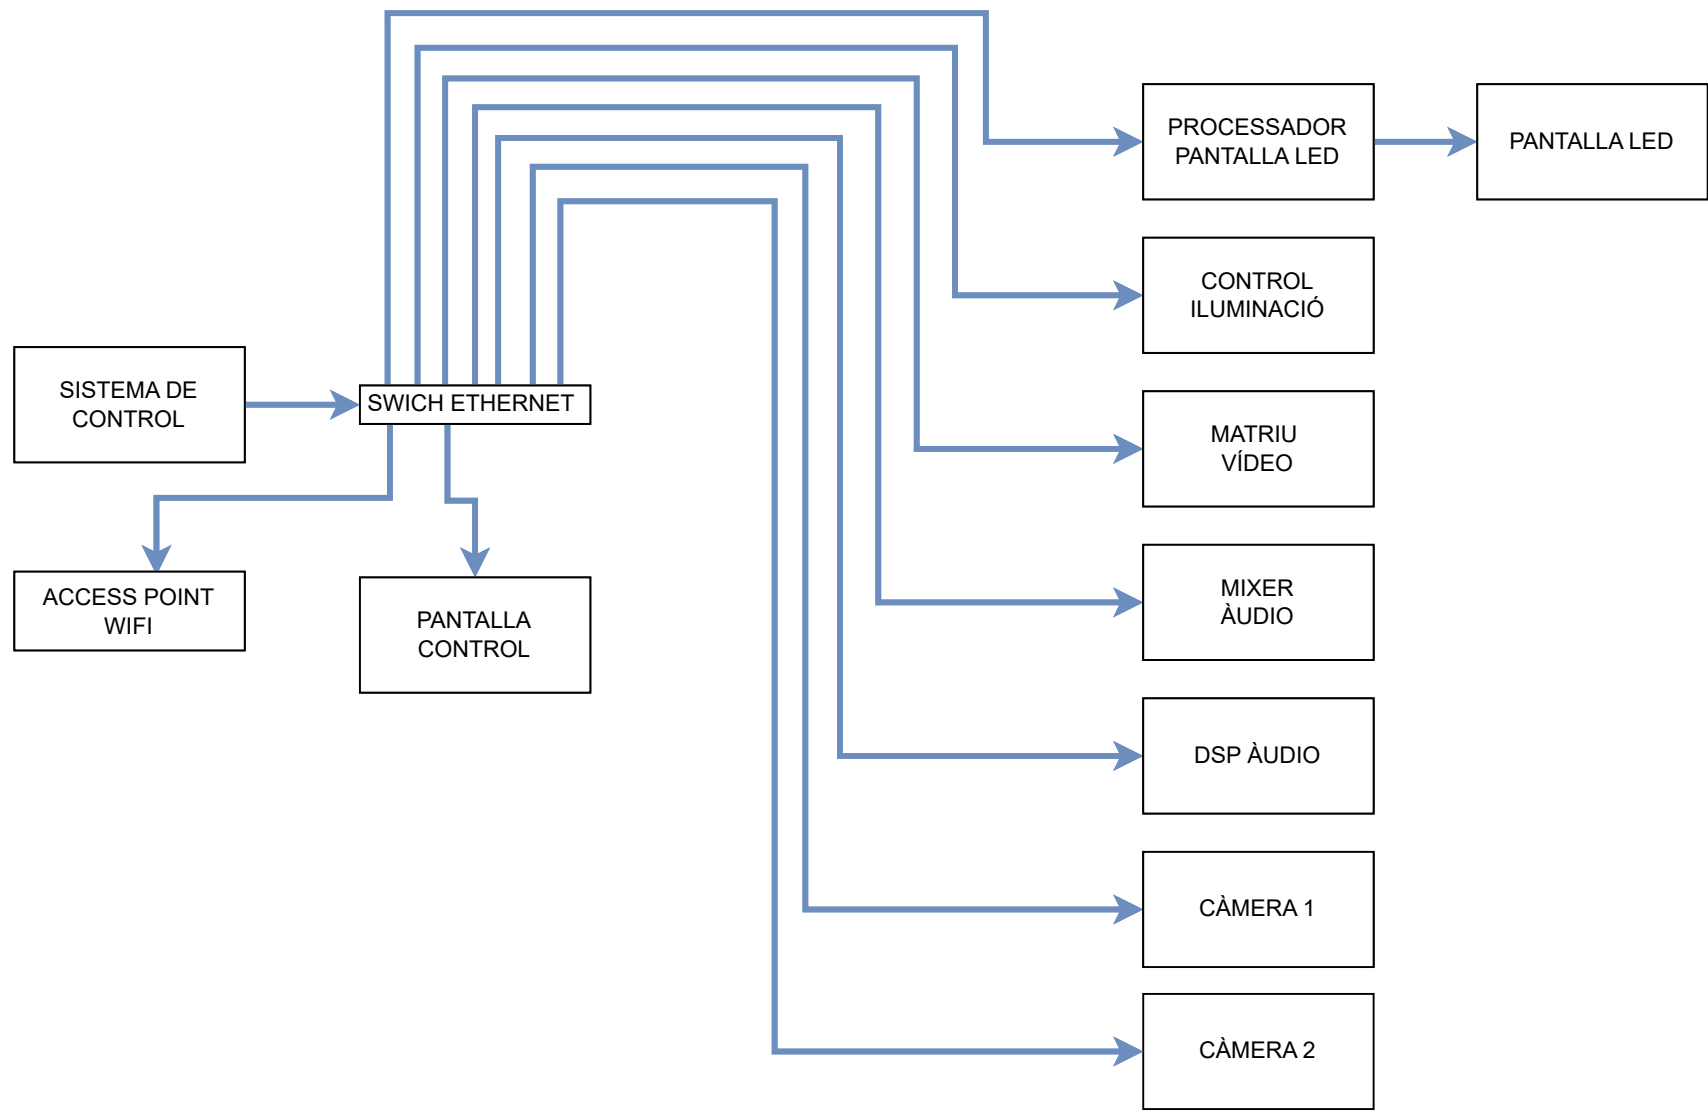 PROCESSADOR
PANTALLA LED
PANTALLA LED
CONTROL
ILUMINACIÓ
SISTEMA DE
CONTROL
SWICH ETHERNET
MATRIU
VÍDEO
ACCESS POINT
WIFI
PANTALLA
CONTROL
MIXER
ÀUDIO
DSP ÀUDIO
CÀMERA 1
CÀMERA 2